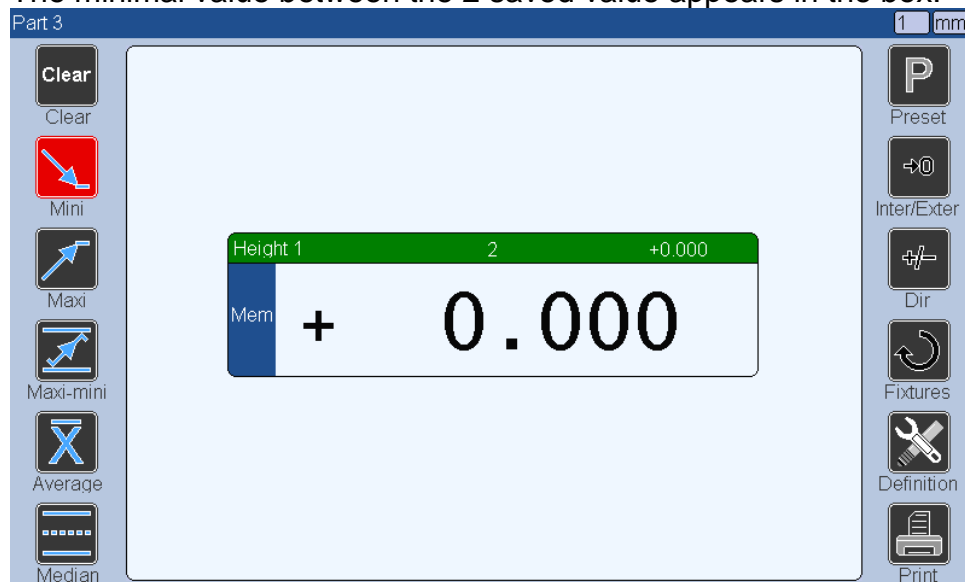 The minimal value between the 2 saved value appears in the box.
Part 3 1 mm
Clear
Clear
Mini
Maxi
Maxi-mini
Average
Median
Height 1 2 +0.000
Mem + 0.000
P
Preset
0
Inter/Exter
+/-
Dir
Fixtures
Definition
Print